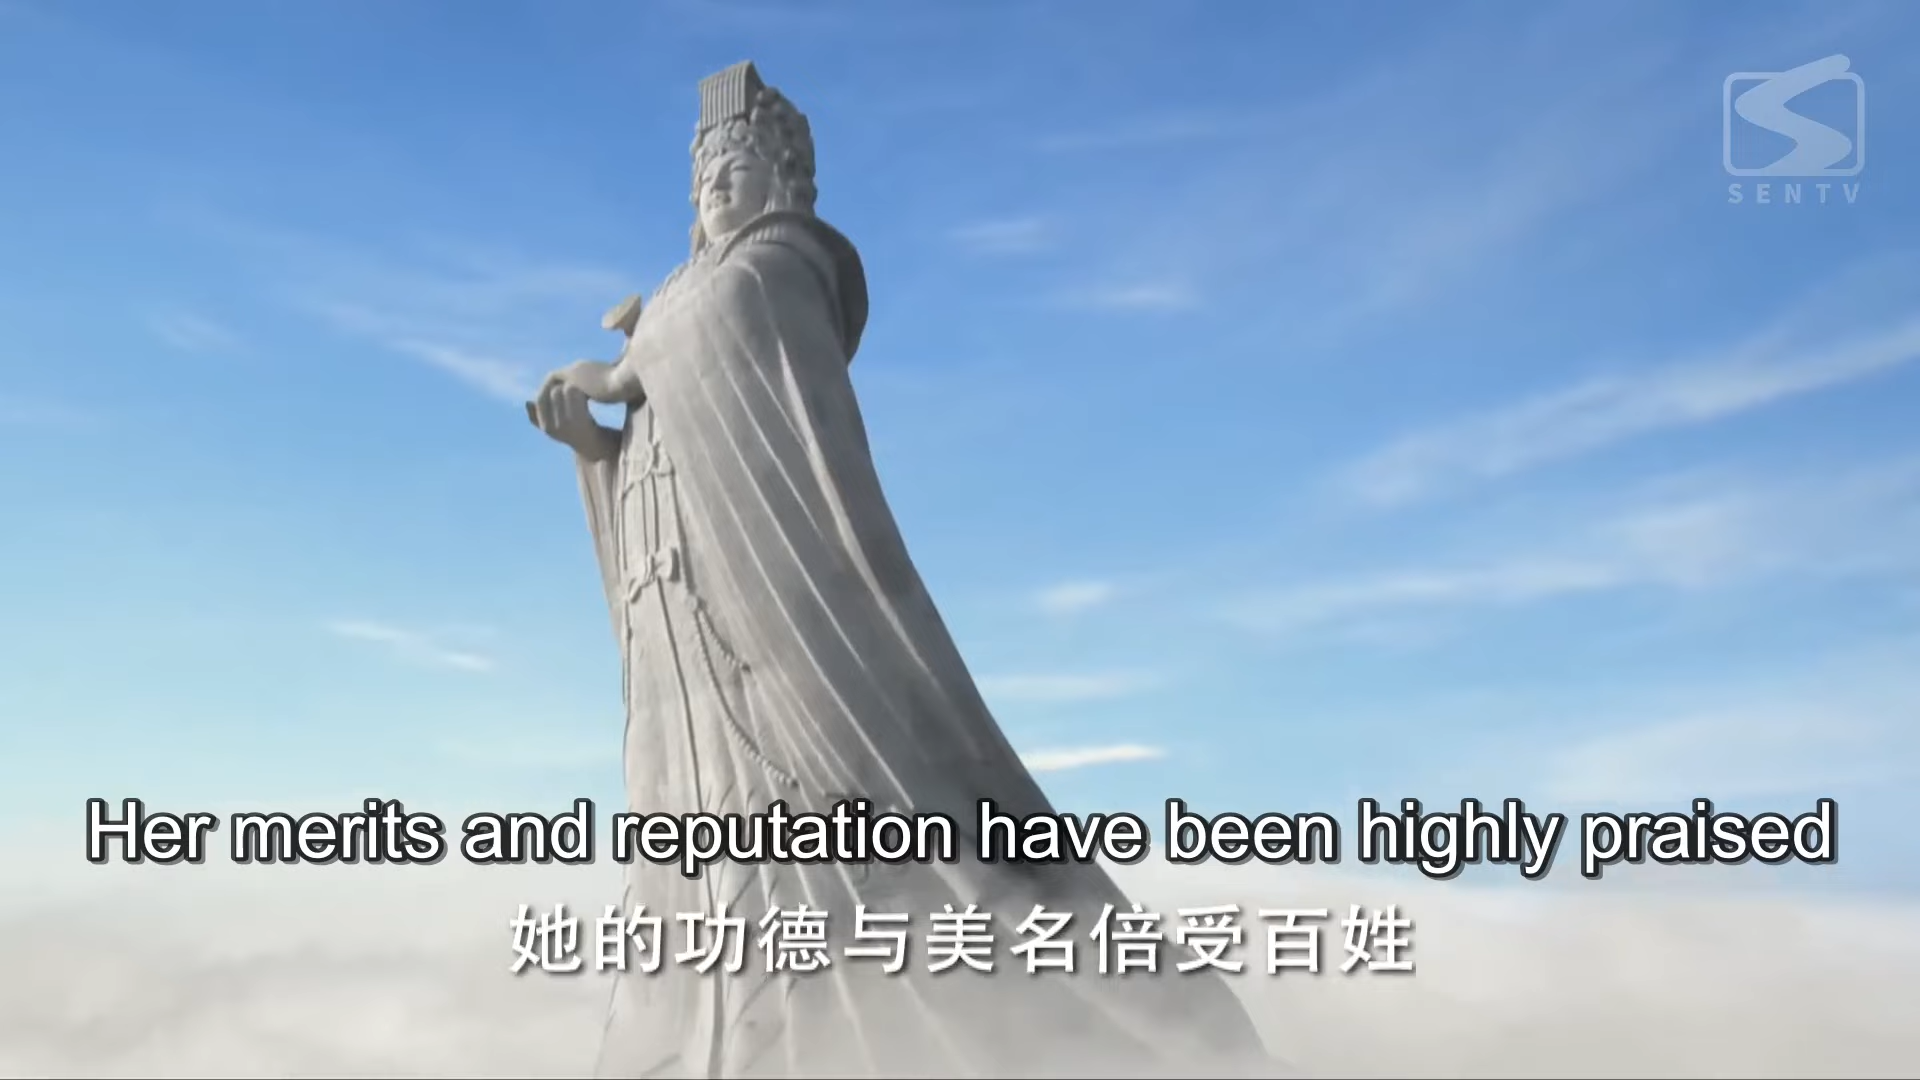 SENTV
Her merits and reputation have been highly praised
她的功德与美名倍受百姓